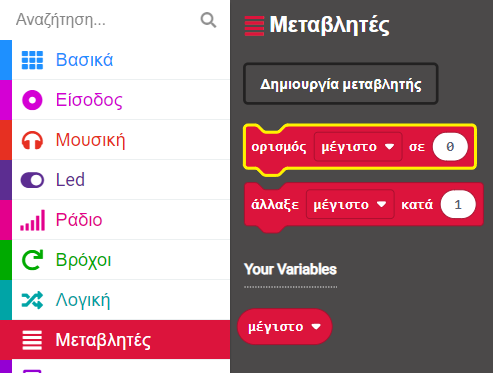 Αναζήτηση...
Βασικά
Είσοδος
Μουσική
Led
Ράδιο
Βρόχοι
Λογική
Μεταβλητές
Μεταβλητές
Δημιουργία μεταβλητής
ορισμός μέγιστο σε 0
άλλαξε μέγιστο κατά 1
Your Variables
μέγιστο